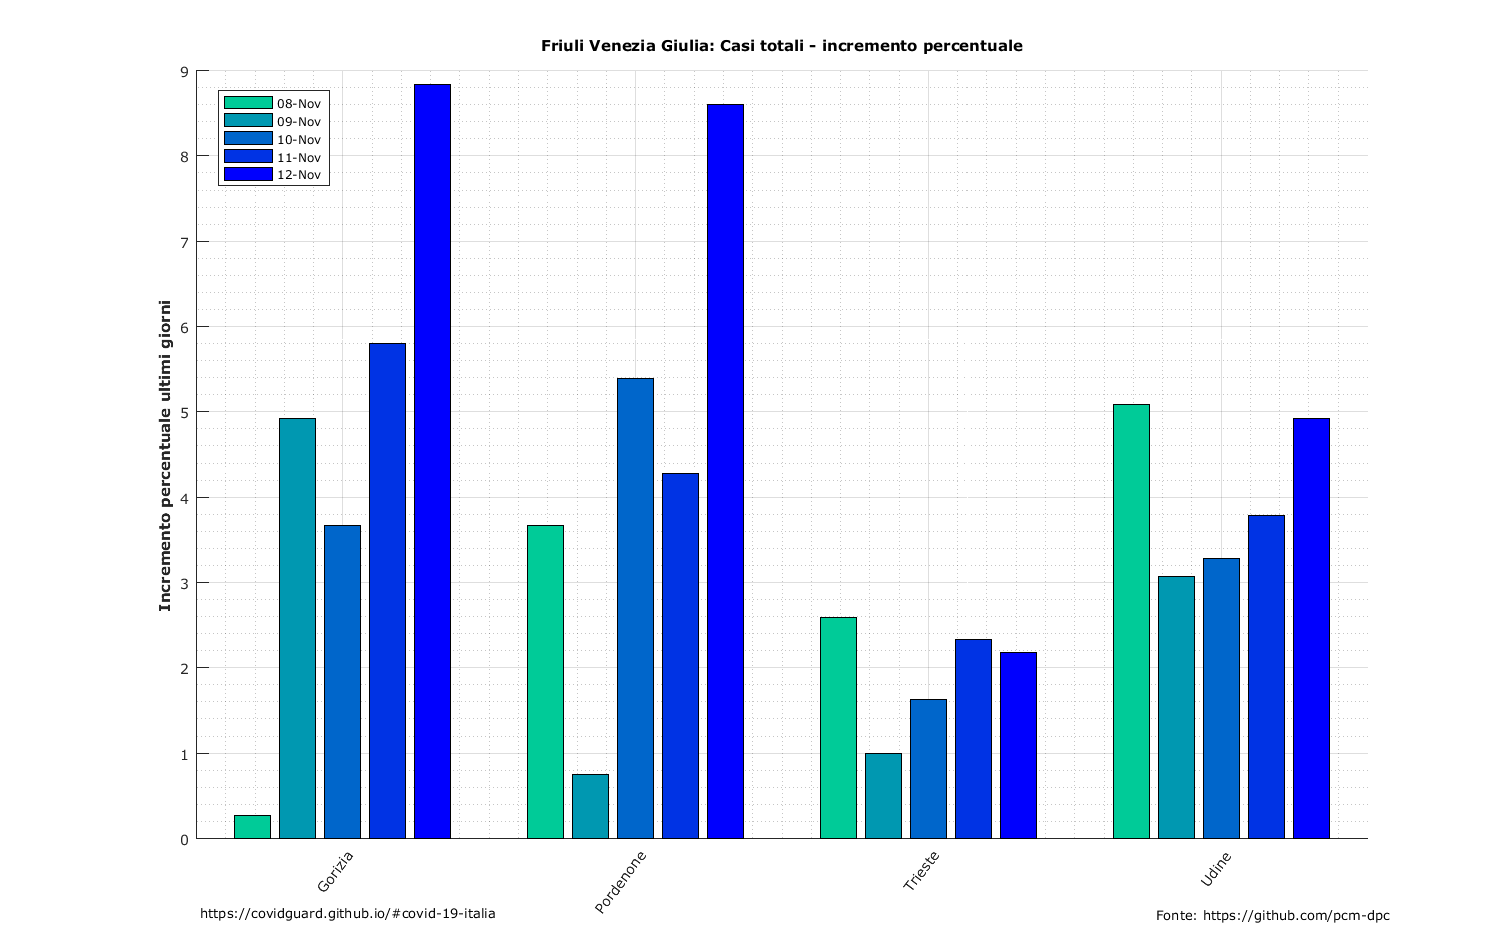 Friuli Venezia Giulia: Casi totali - incremento percentuale
9
8
7
6
5
4
3
2
1
0
Incremento percentuale ultimi giorni
08-Nov
09-Nov
10-Nov
11-Nov
12-Nov
Gorizia
Pordenone
Trieste
Udine
https://covidguard.github.io/#covid-19-italia
Fonte: https://github.com/pcm-dpc